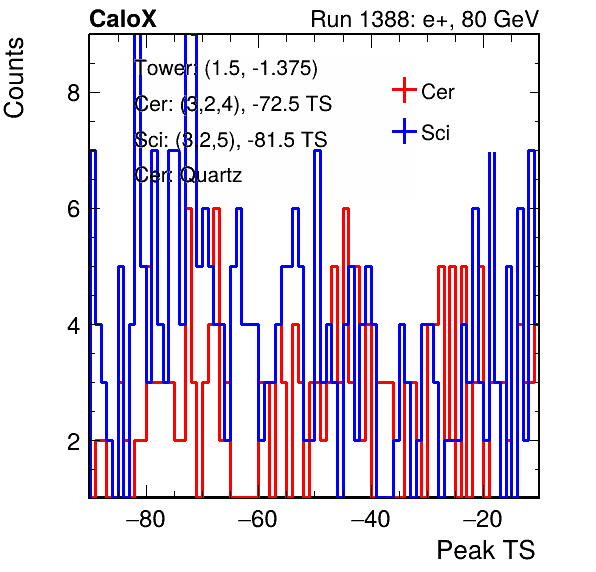 CaloX
Run 1388: e+, 80 GeV
Counts
Tower: (1.5, -1.375)
Cer: (3,2,4), -72.5 TS
Sci: (3,2,5), -81.5 TS
Cer: Quartz
Cer
Sci
8
6
4
2
−80
−60
−40
−20
Peak TS